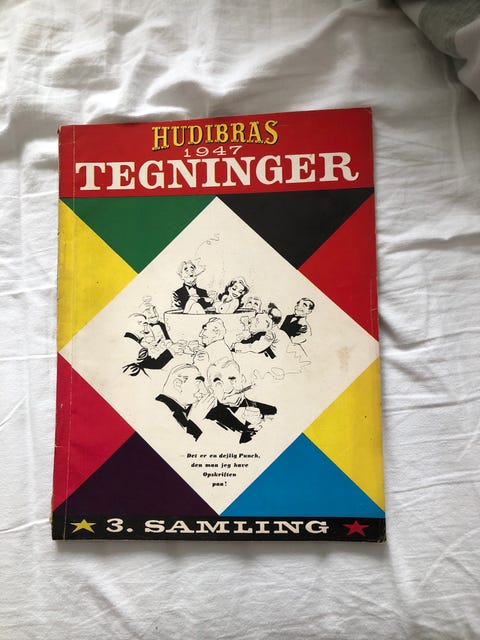 HUDIBRAS
1947
TEGNINGER
Det er en dejlig Punch,
den maa jeg have
Opskriften
paa!
3. SAMLING